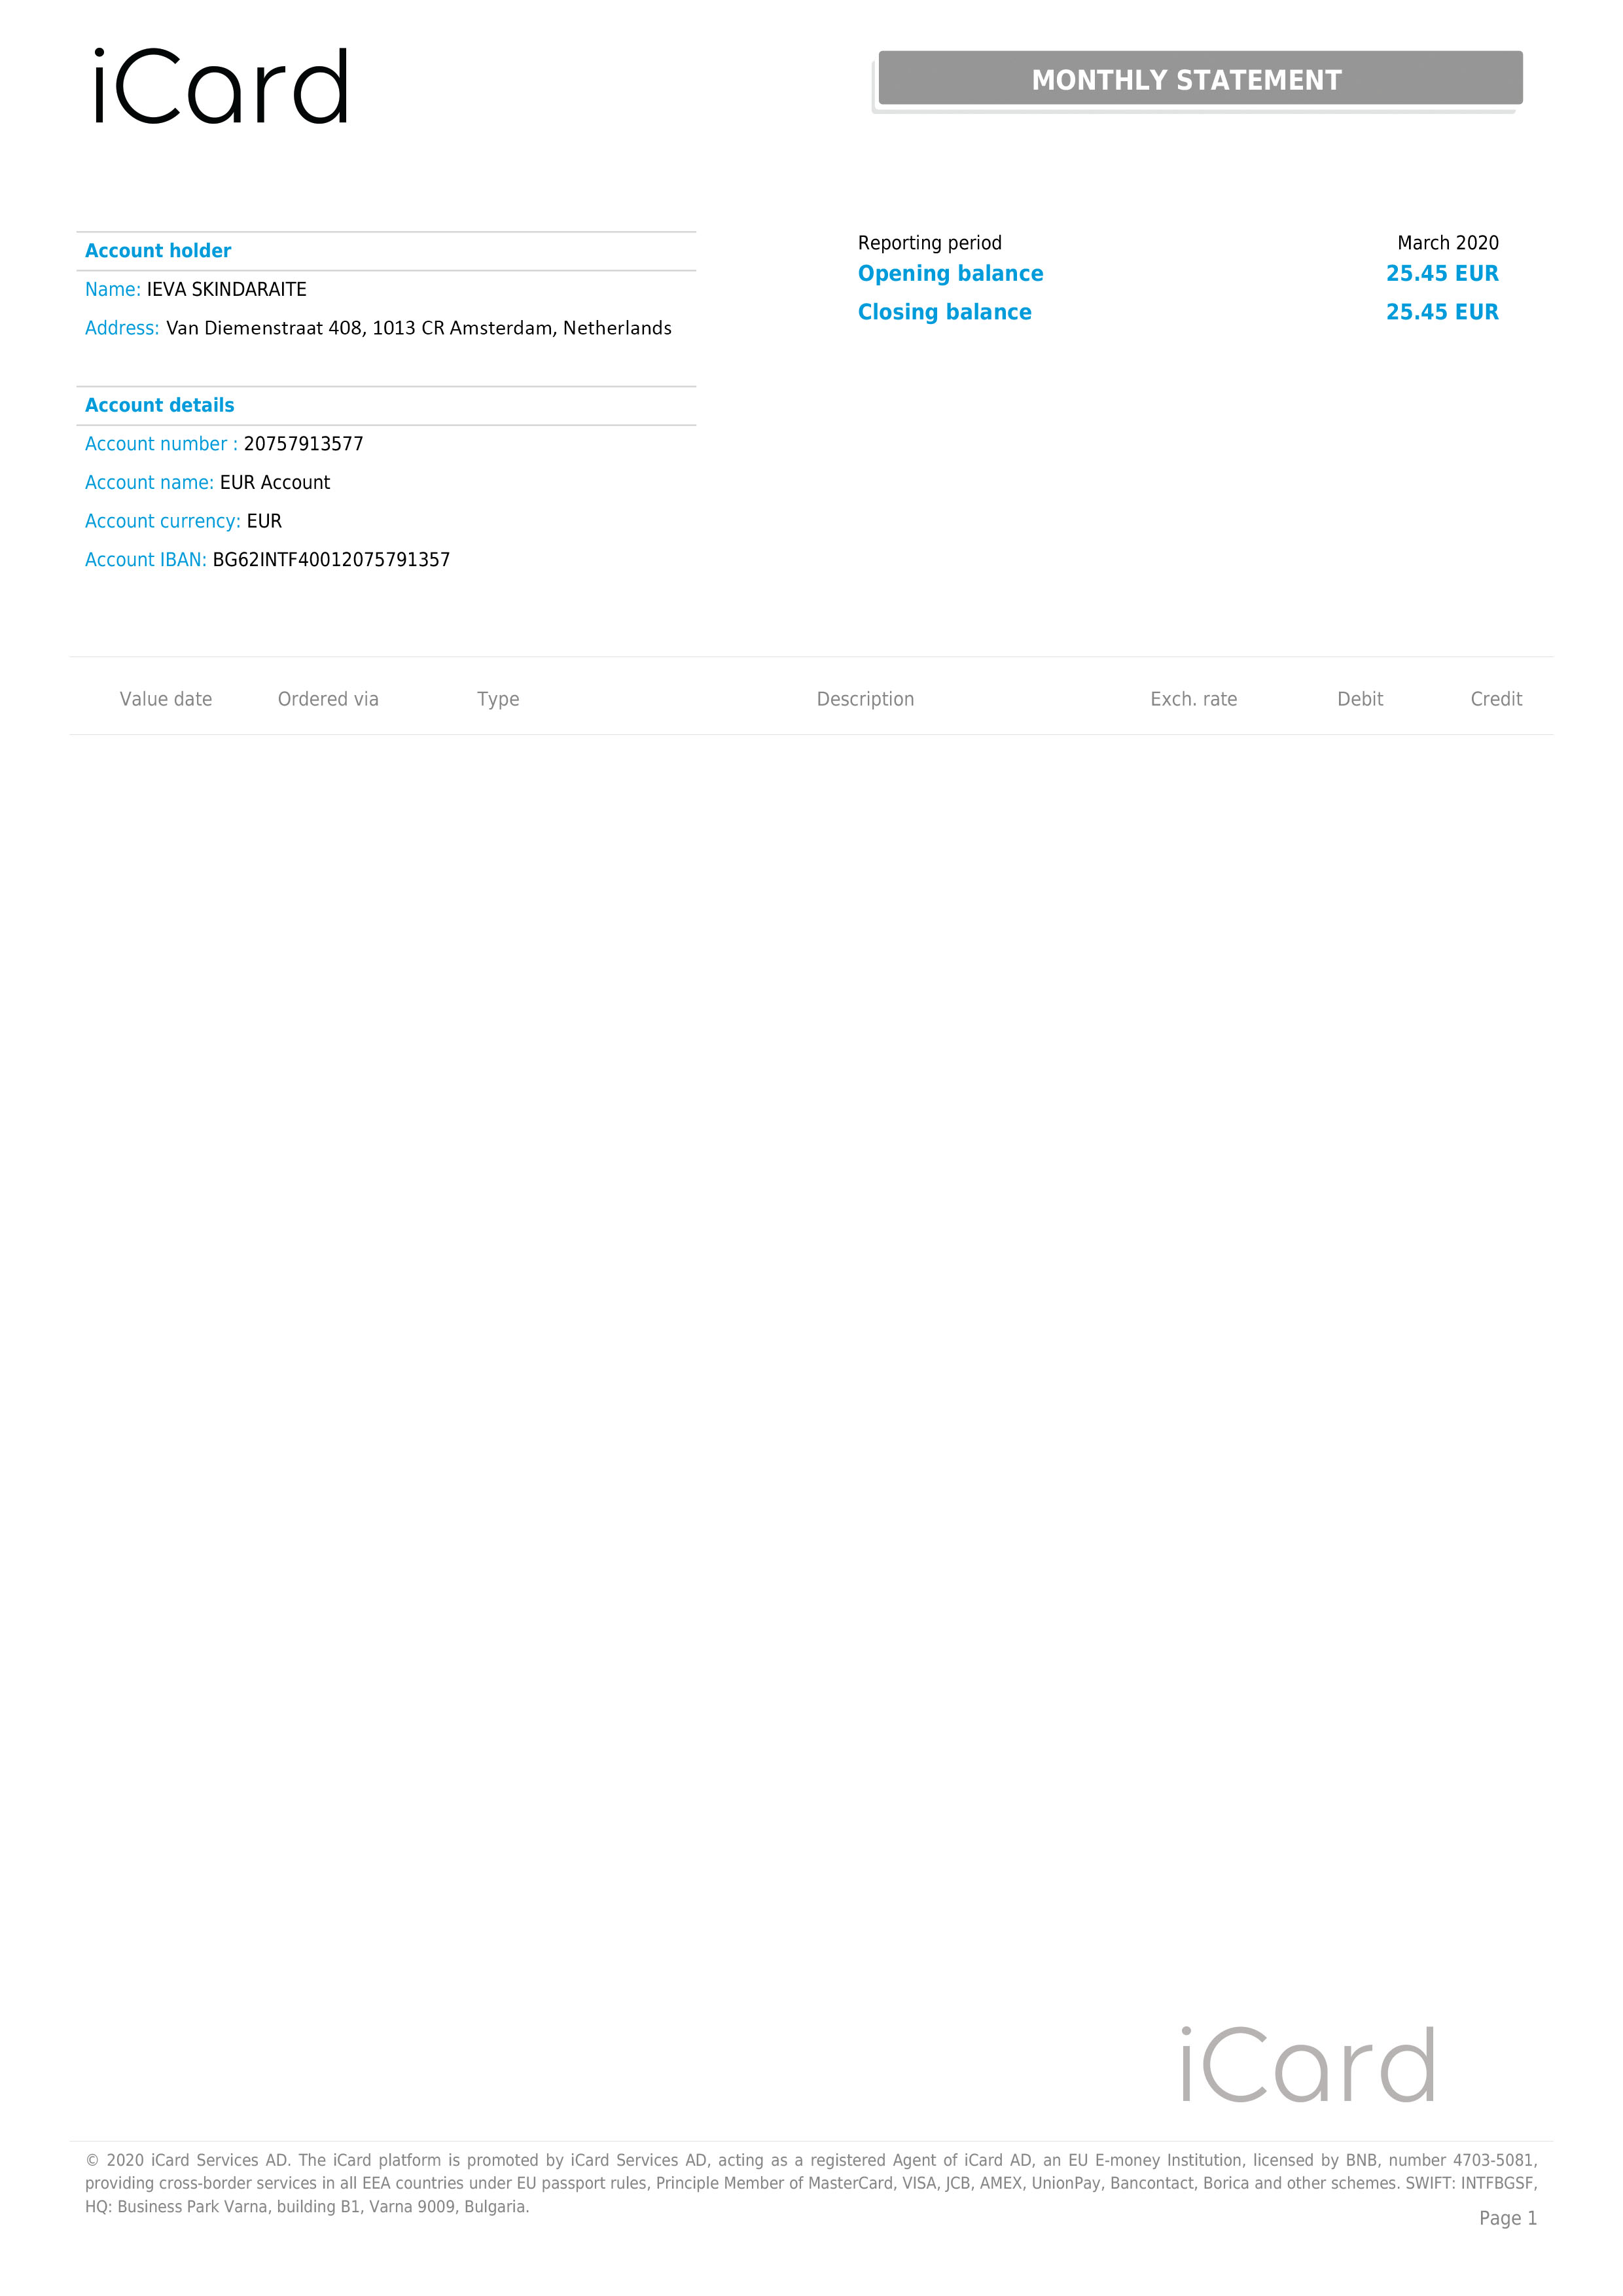 iCard
MONTHLY STATEMENT
Account holder
Name: IEVA SKINDARAITE
Address: Van Diemenstraat 408, 1013 CR Amsterdam, Netherlands
Reporting period March 2020
Opening balance 25.45 EUR
Closing balance 25.45 EUR
Account details
Account number : 20757913577
Account name: EUR Account
Account currency: EUR
Account IBAN: BG62INTF40012075791357
Value date Ordered via Type Description Exch. rate Debit Credit
iCard
© 2020 iCard Services AD. The iCard platform is promoted by iCard Services AD, acting as a registered Agent of iCard AD, an EU E-money Institution, licensed by BNB, number 4703-5081,
providing cross-border services in all EEA countries under EU passport rules, Principle Member of MasterCard, VISA, JCB, AMEX, UnionPay, Bancontact, Borica and other schemes. SWIFT: INTFBGSF,
HQ: Business Park Varna, building B1, Varna 9009, Bulgaria.
Page 1